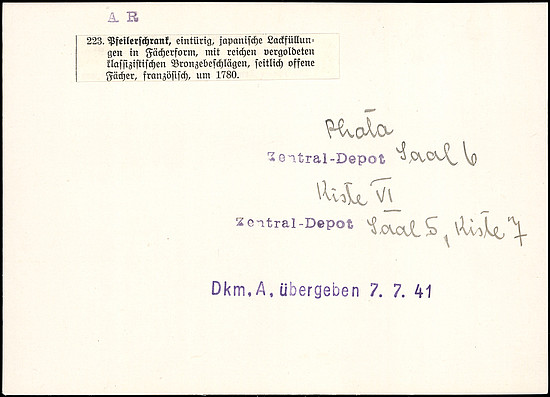 A R
223. Pfeilerschrank, eintürig, japanische Lackfüllun-
gen in Fächerform, mit reichen vergoldeten
klassizistischen Bronzebeschlägen, seitlich offene
Fächer, französisch, um 1780.
Zentral-Depot Saal 6
Kiste VI
Zentral-Depot Saal 5, Kiste 7
Dkm. A. übergeben 7. 7. 41